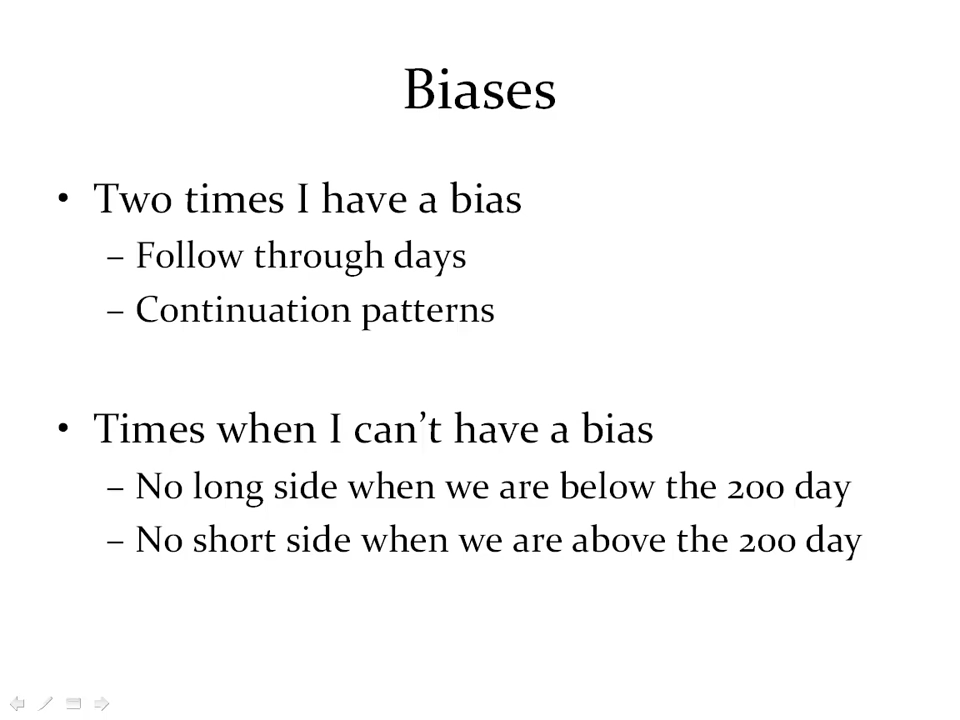 Biases
• Two times I have a bias
– Follow through days
– Continuation patterns
• Times when I can’t have a bias
– No long side when we are below the 200 day
– No short side when we are above the 200 day